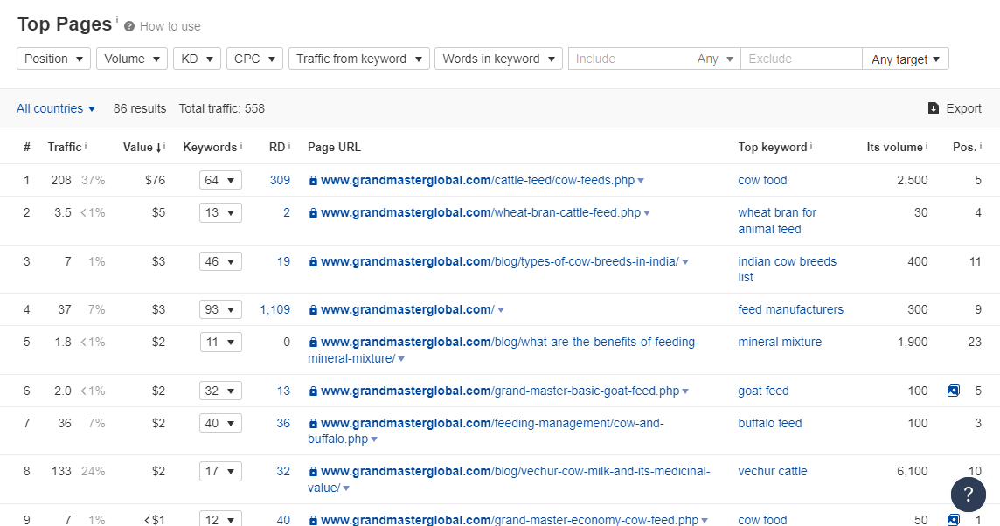 Top Pages i ? How to use
Position Volume KD CPC Traffic from keyword Words in keyword Include Any Exclude Any target
All countries 86 results Total traffic: 558 Export
# Traffic i Value ↓ i Keywords i RD i Page URL Top keyword i Its volume i Pos. i
1 208 37% $76 64 309 www.grandmasterglobal.com/cattle-feed/cow-feeds.php cow food 2,500 5
2 3.5 <1% $5 13 2 www.grandmasterglobal.com/wheat-bran-cattle-feed.php wheat bran for 30 4
animal feed
3 7 1% $3 46 19 www.grandmasterglobal.com/blog/types-of-cow-breeds-in-india/ indian cow breeds 400 11
list
4 37 7% $3 93 1,109 www.grandmasterglobal.com/ feed manufacturers 300 9
5 1.8 <1% $2 11 0 www.grandmasterglobal.com/blog/what-are-the-benefits-of-feeding- mineral mixture 1,900 23
mineral-mixture/
6 2.0 <1% $2 32 13 www.grandmasterglobal.com/grand-master-basic-goat-feed.php goat feed 100 5
7 36 7% $2 40 36 www.grandmasterglobal.com/feeding-management/cow-and- buffalo feed 100 3
buffalo.php
8 133 24% $2 17 32 www.grandmasterglobal.com/blog/vechur-cow-milk-and-its-medicinal- vechur cattle 6,100 10
value/
?
9 7 1% <$1 12 40 www.grandmasterglobal.com/grand-master-economy-cow-feed.php cow food 50 1